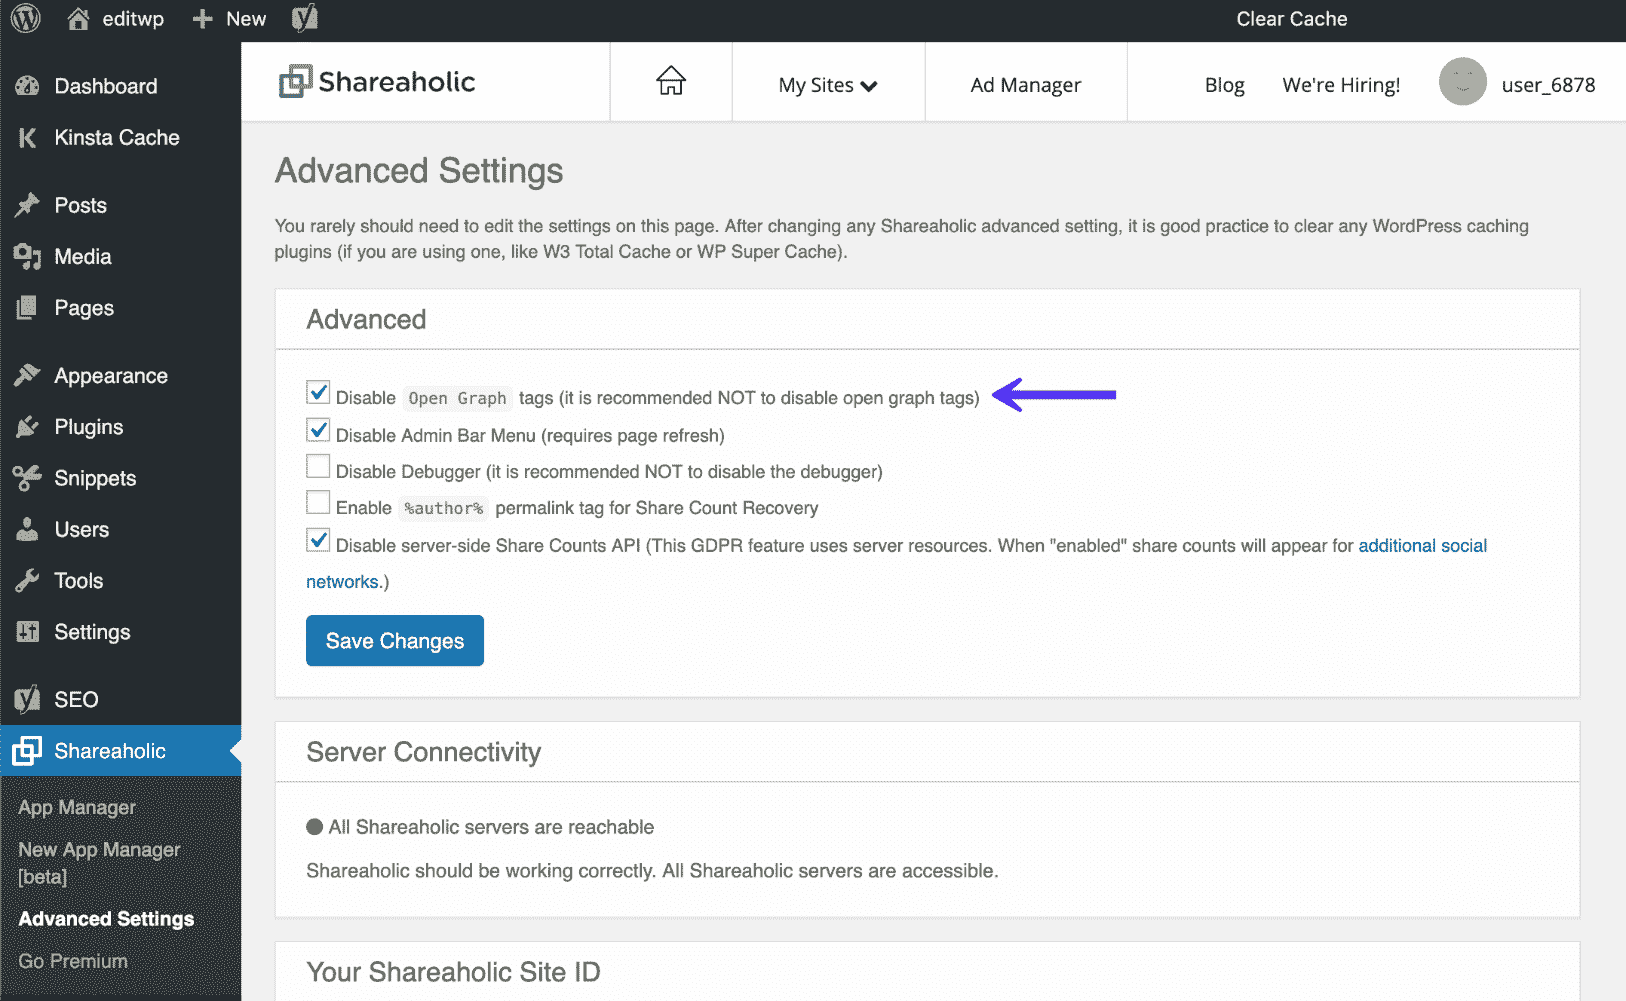 editwp
New
Clear Cache
Dashboard
Kinsta Cache
Posts
Media
Pages
Appearance
Plugins
Snippets
Users
Tools
Settings
SEO
Shareaholic
App Manager
New App Manager
[beta]
Advanced Settings
Go Premium
Shareaholic
My Sites
Ad Manager
Blog
We're Hiring!
user_6878
Advanced Settings
You rarely should need to edit the settings on this page. After changing any Shareaholic advanced setting, it is good practice to clear any WordPress caching
plugins (if you are using one, like W3 Total Cache or WP Super Cache).
Advanced
Disable Open Graph tags (it is recommended NOT to disable open graph tags)
Disable Admin Bar Menu (requires page refresh)
Disable Debugger (it is recommended NOT to disable the debugger)
Enable %author% permalink tag for Share Count Recovery
Disable server-side Share Counts API (This GDPR feature uses server resources. When "enabled" share counts will appear for additional social
networks.)
Save Changes
Server Connectivity
All Shareaholic servers are reachable
Shareaholic should be working correctly. All Shareaholic servers are accessible.
Your Shareaholic Site ID